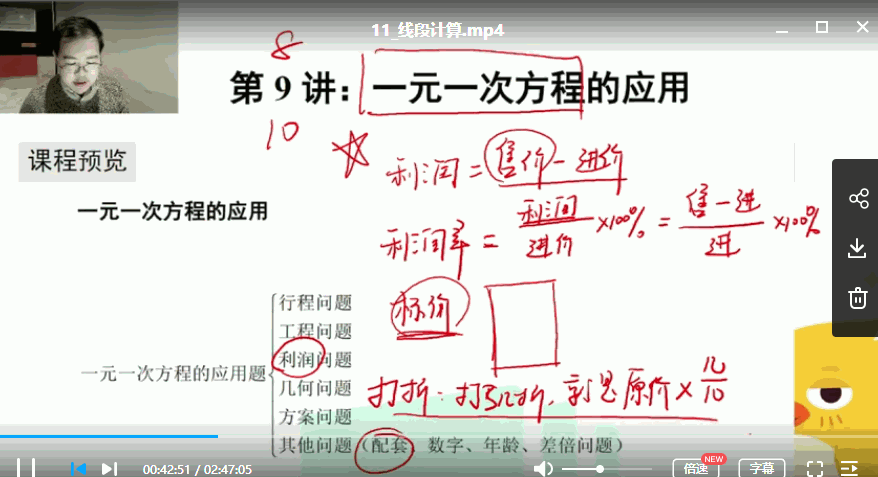 11_线段计算.mp4
8
第 9 讲：一元一次方程的应用
10
课程预览
利润 = 售价 - 进价
一元一次方程的应用
利润率 = 利润/进价 ×100% = 售-进/进 ×100%
标价
行程问题
工程问题
一元一次方程的应用题
利润问题
几何问题
打折：打几折，就是原价 × 几/10
方案问题
其他问题（配套、数字、年龄、差倍问题）
00:42:51 / 02:47:05
倍速
NEW
字幕